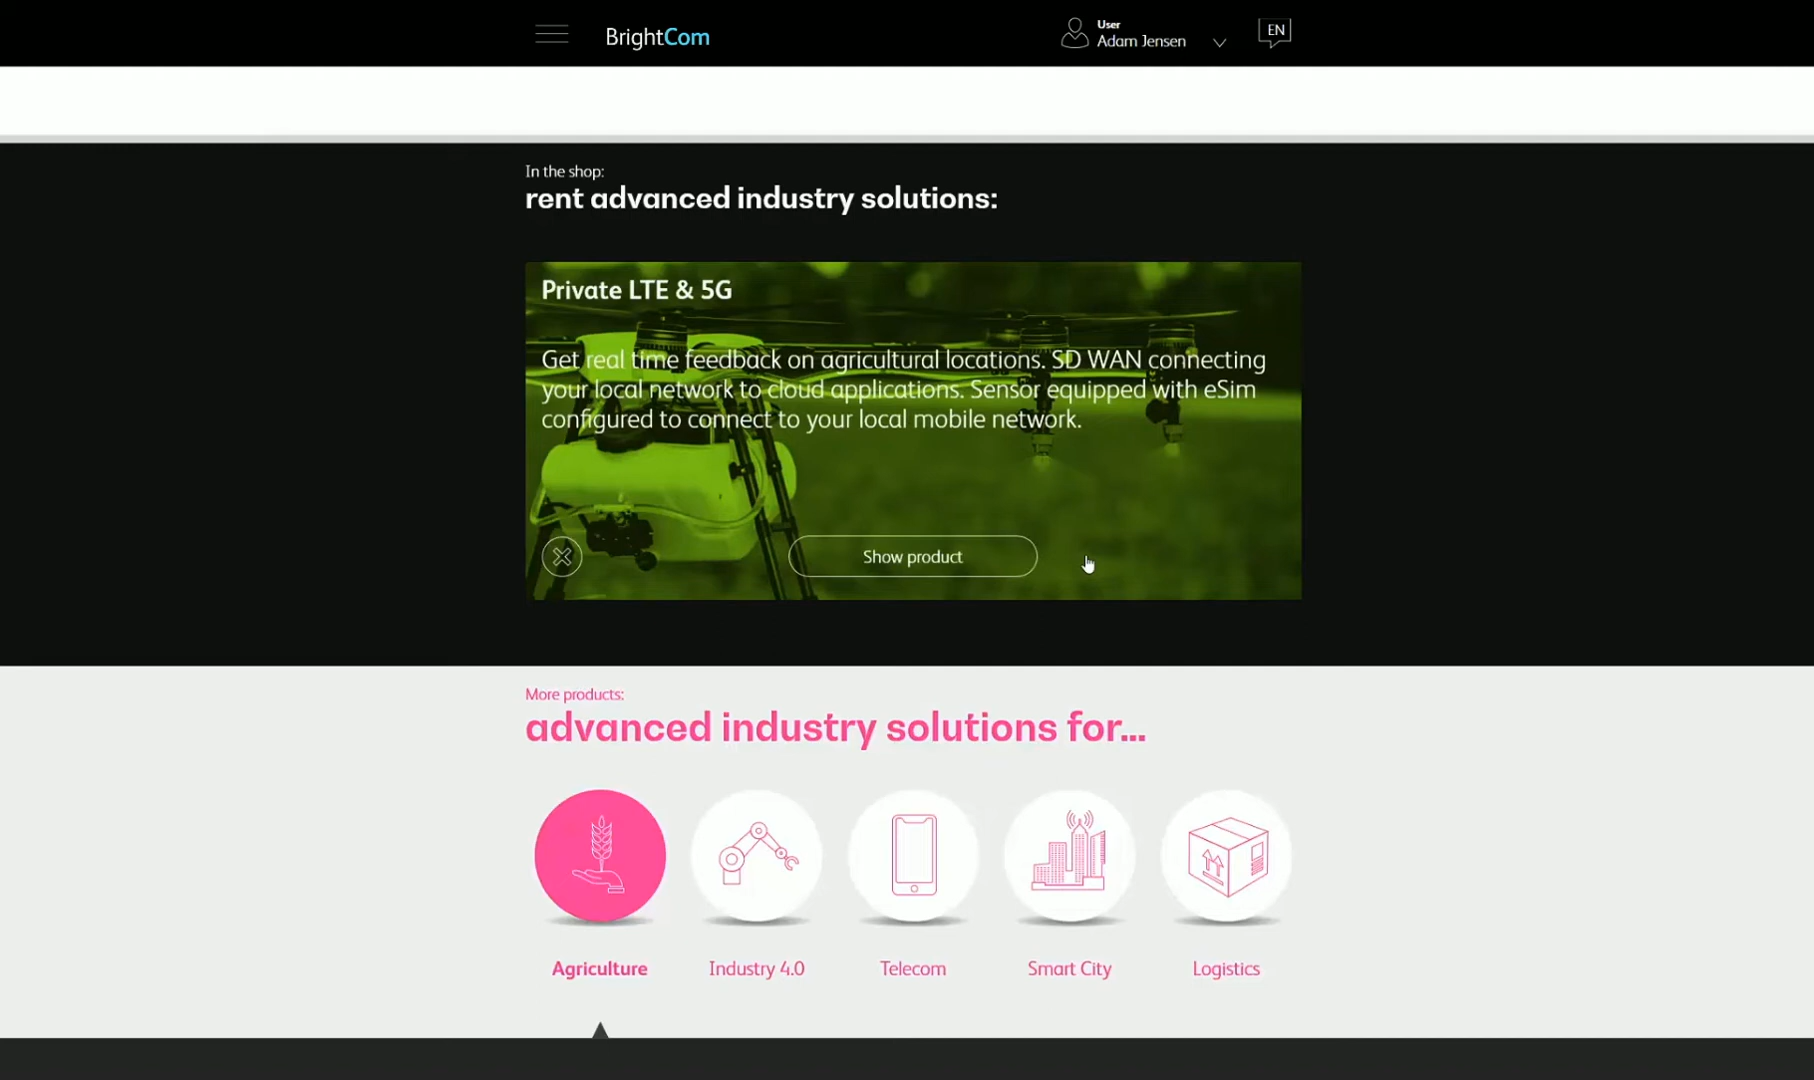 BrightCom
User
Adam Jensen
EN
In the shop:
rent advanced industry solutions:
Private LTE & 5G
Get real time feedback on agricultural locations. SD WAN connecting
your local network to cloud applications. Sensor equipped with eSim
configured to connect to your local mobile network.
Show product
More products:
advanced industry solutions for...
Agriculture
Industry 4.0
Telecom
Smart City
Logistics